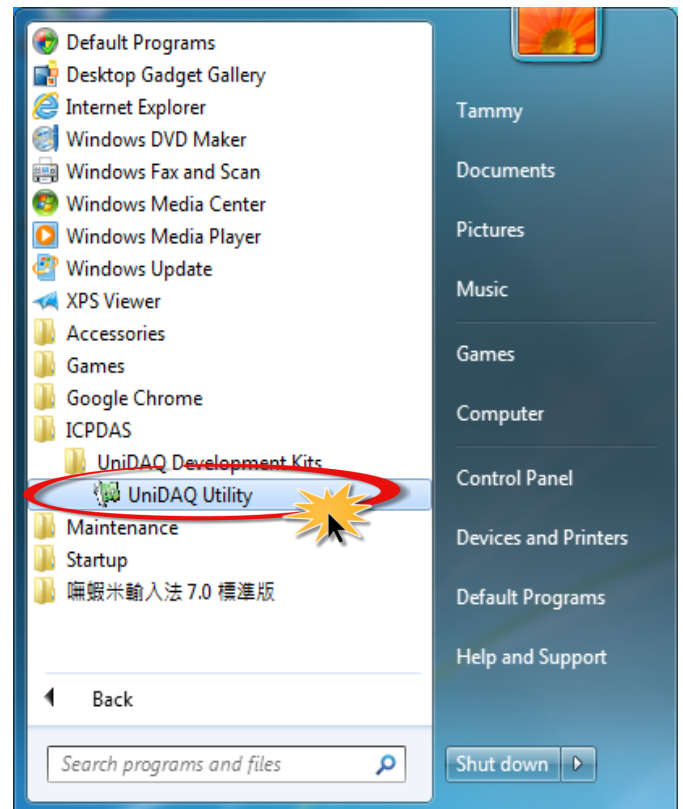 Default Programs
Desktop Gadget Gallery
Internet Explorer
Windows DVD Maker
Windows Fax and Scan
Windows Media Center
Windows Media Player
Windows Update
XPS Viewer
Accessories
Games
Google Chrome
ICPDAS
UniDAQ Development Kits
UniDAQ Utility
Maintenance
Startup
嘸蝦米輸入法 7.0 標準版
Back
Search programs and files
Tammy
Documents
Pictures
Music
Games
Computer
Control Panel
Devices and Printers
Default Programs
Help and Support
Shut down